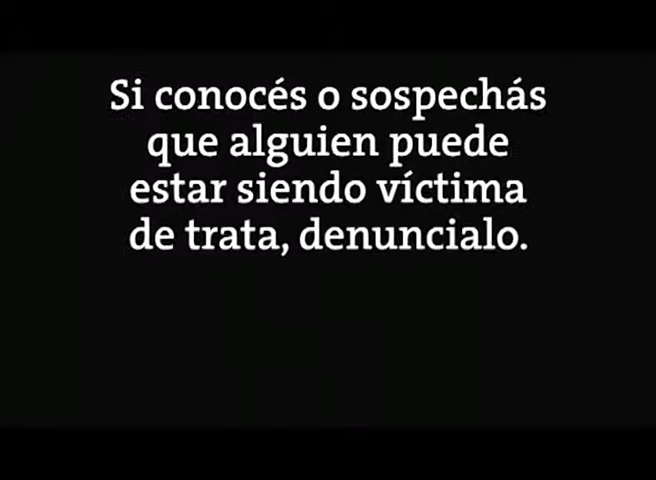 Si conocés o sospechás
que alguien puede
estar siendo víctima
de trata, denuncialo.